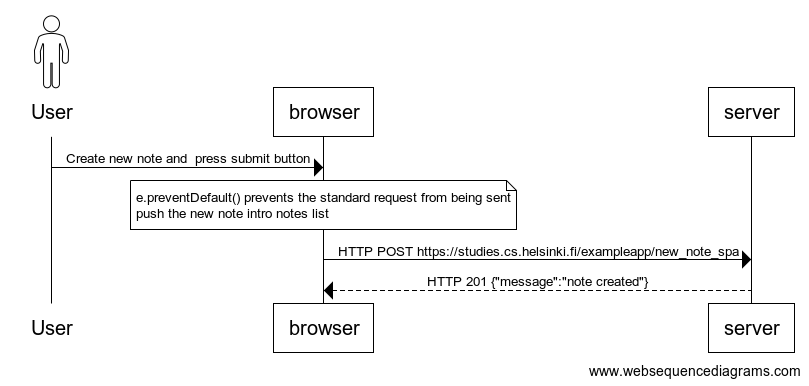 User
browser
server
Create new note and  press submit button
e.preventDefault() prevents the standard request from being sent
push the new note intro notes list
HTTP POST https://studies.cs.helsinki.fi/exampleapp/new_note_spa
HTTP 201 {"message":"note created"}
User
browser
server
www.websequencediagrams.com